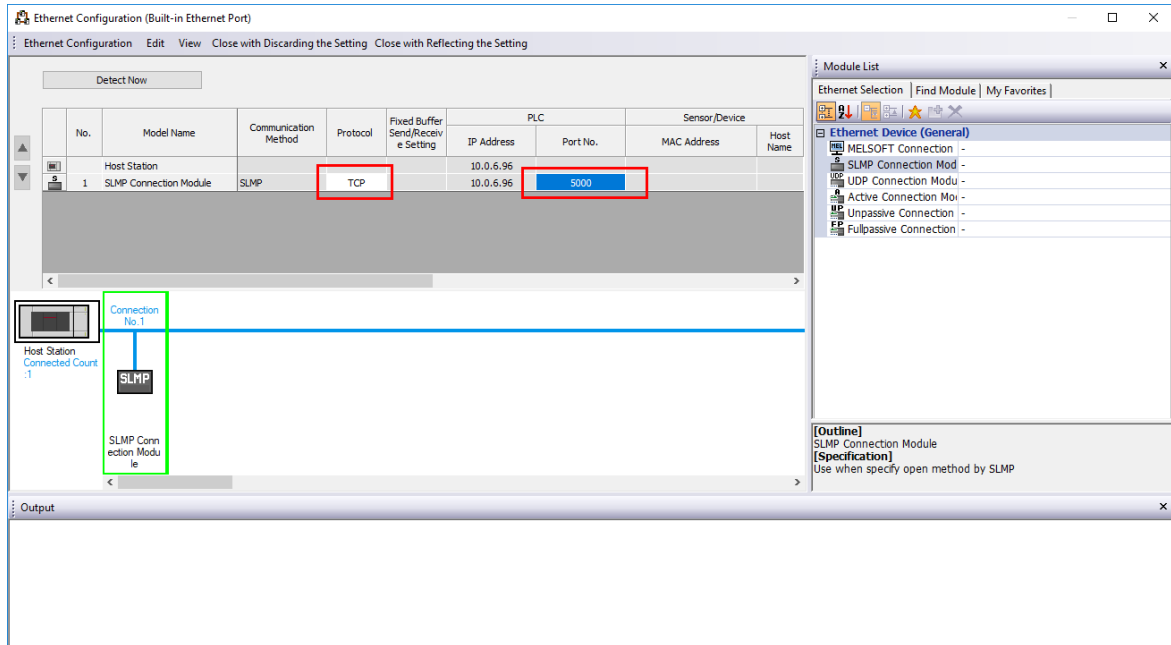 Ethernet Configuration (Built-in Ethernet Port)
Ethernet Configuration Edit View Close with Discarding the Setting Close with Reflecting the Setting
Detect Now
No. Model Name Communication Method Protocol Fixed Buffer Send/Receiv e Setting PLC Sensor/Device
IP Address Port No. MAC Address Host Name
Host Station 10.0.6.96
1 SLMP Connection Module SLMP TCP 10.0.6.96 5000
Connection
No.1
Host Station
Connected Count
:1
SLMP
SLMP Conn
ection Modu
le
Module List
Ethernet Selection Find Module My Favorites
Ethernet Device (General)
MELSOFT Connection -
SLMP Connection Mod -
UDP Connection Modu -
Active Connection Mo -
Unpassive Connection -
Fullpassive Connection -
[Outline]
SLMP Connection Module
[Specification]
Use when specify open method by SLMP
Output